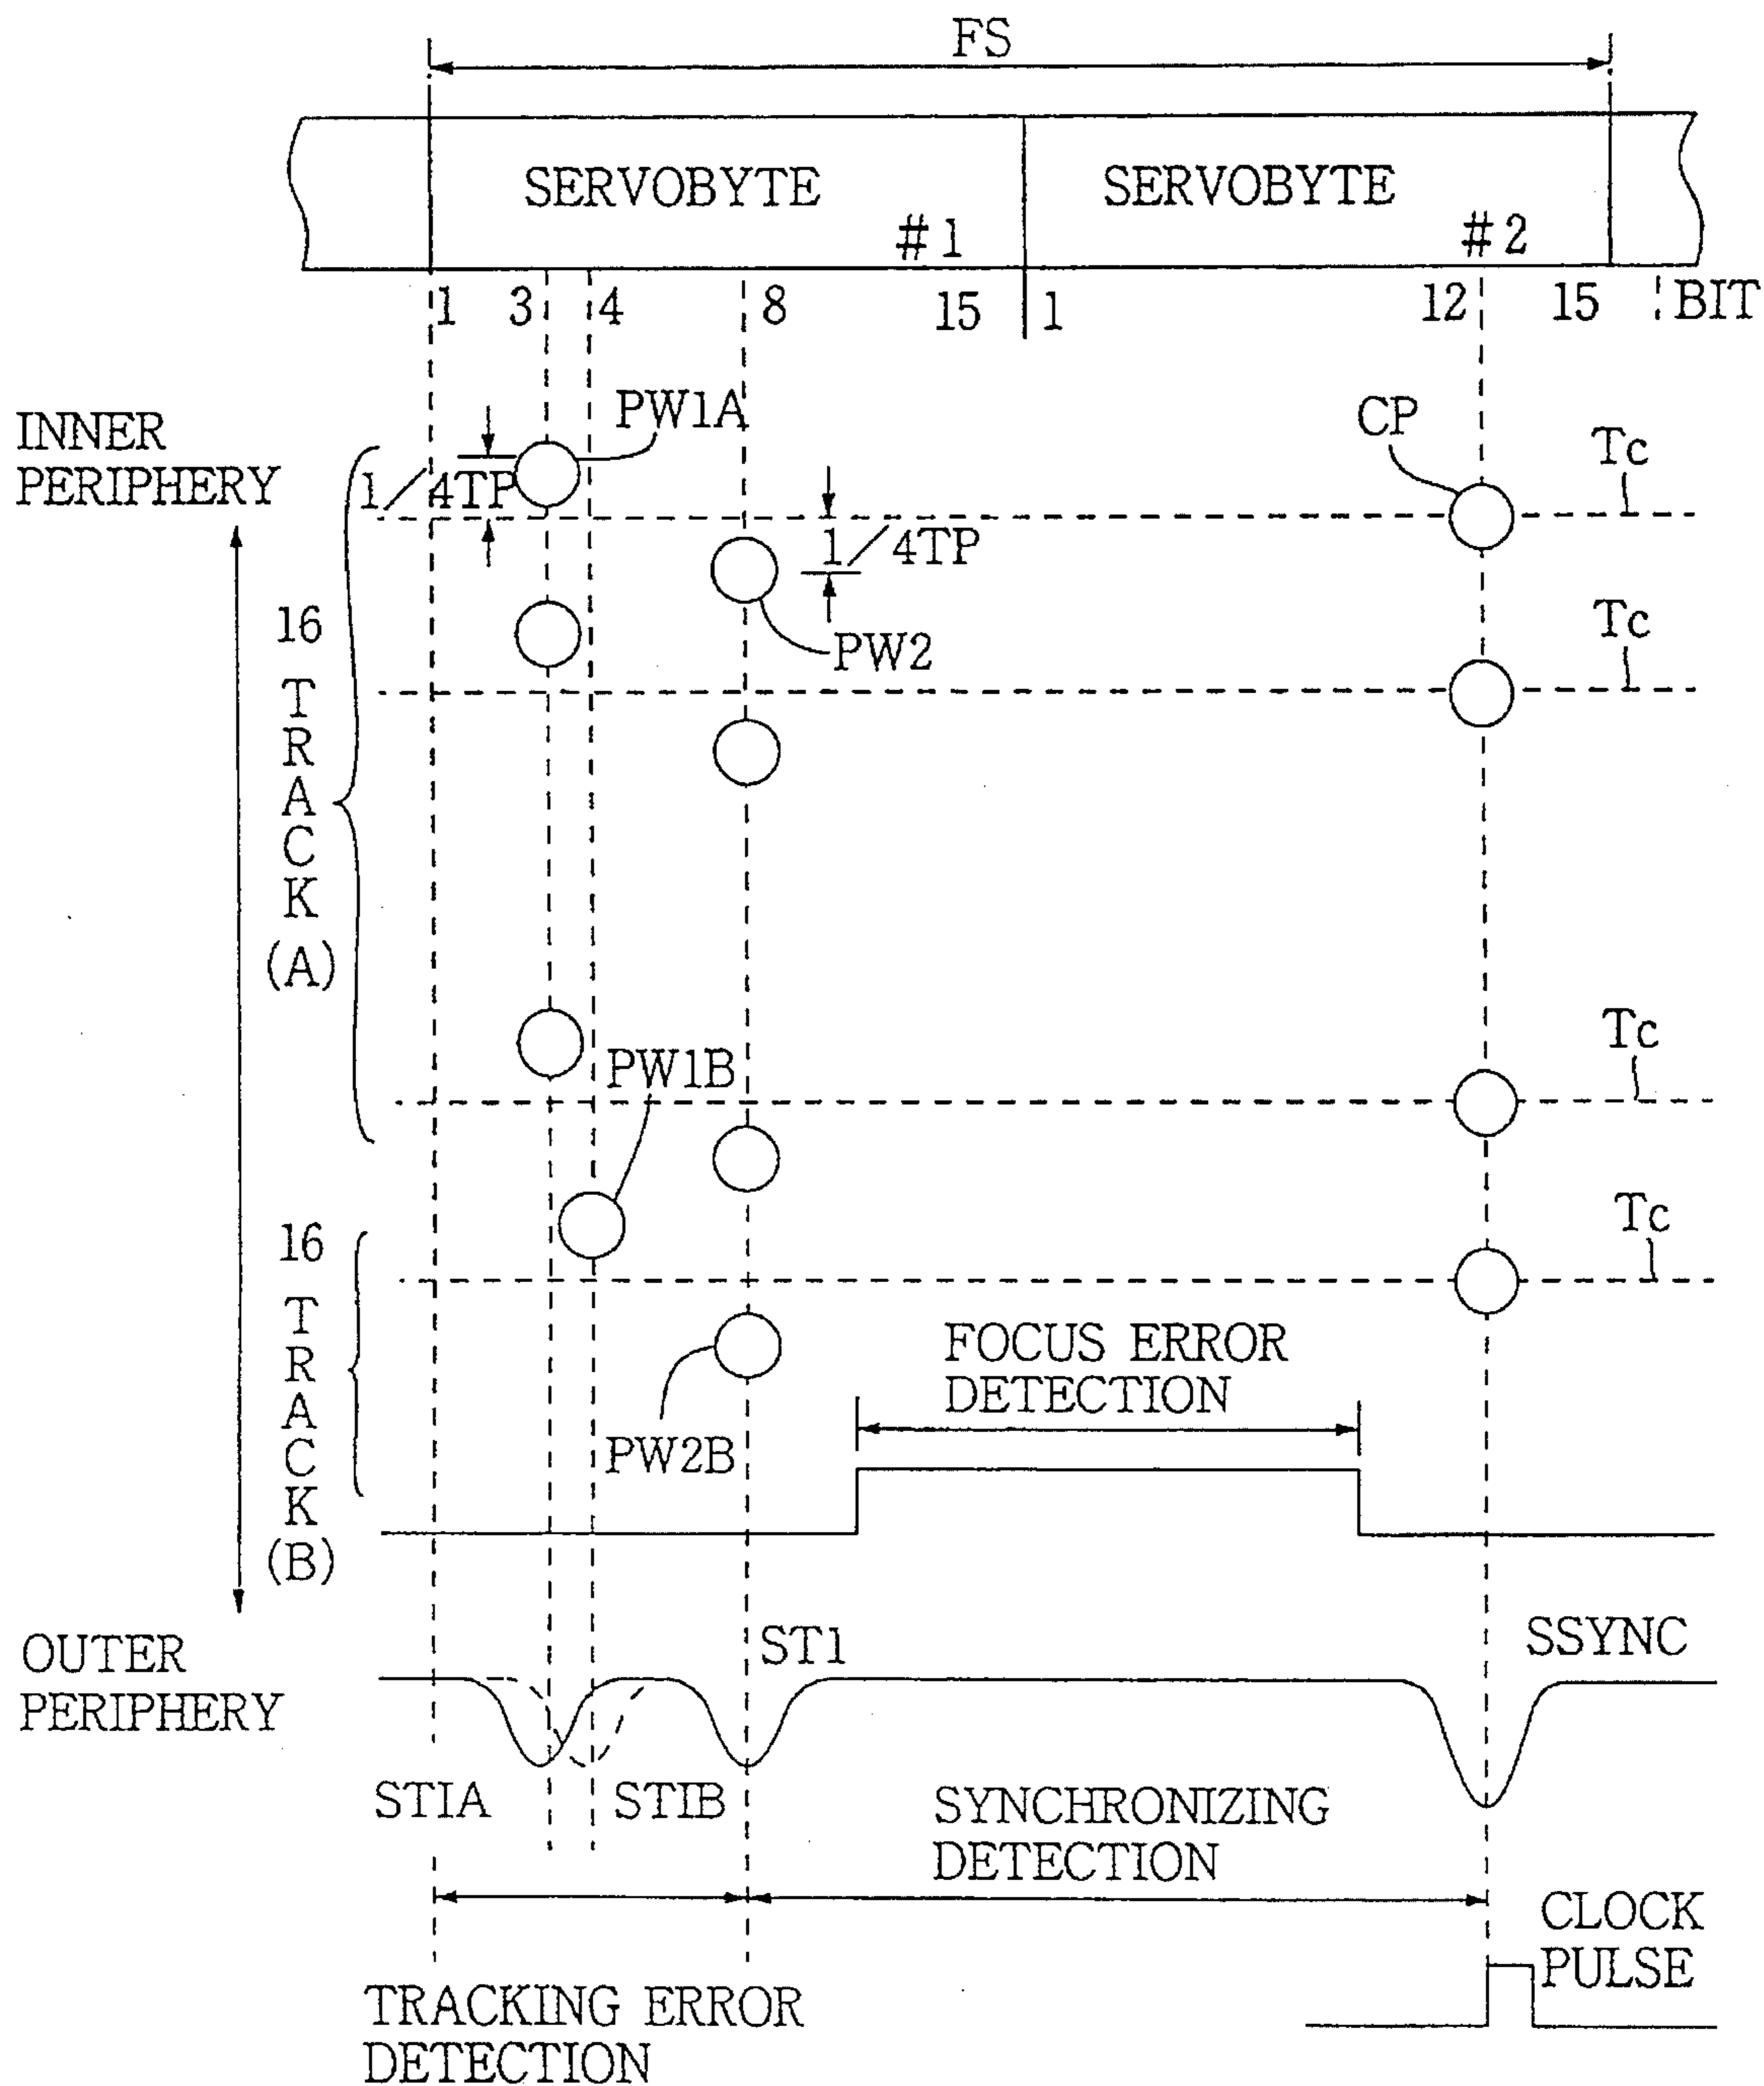 FS
SERVOBYTE
#1
SERVOBYTE
#2
1
3
4
8
15
1
12
15
BIT
INNER
PERIPHERY
PW1A
1/4TP
CP
Tc
1/4TP
PW2
Tc
16
TRACK
(A)
PW1B
Tc
16
TRACK
(B)
Tc
PW2B
FOCUS ERROR
DETECTION
OUTER
PERIPHERY
ST1
SSYNC
STIA
STIB
SYNCHRONIZING
DETECTION
CLOCK
PULSE
TRACKING ERROR
DETECTION